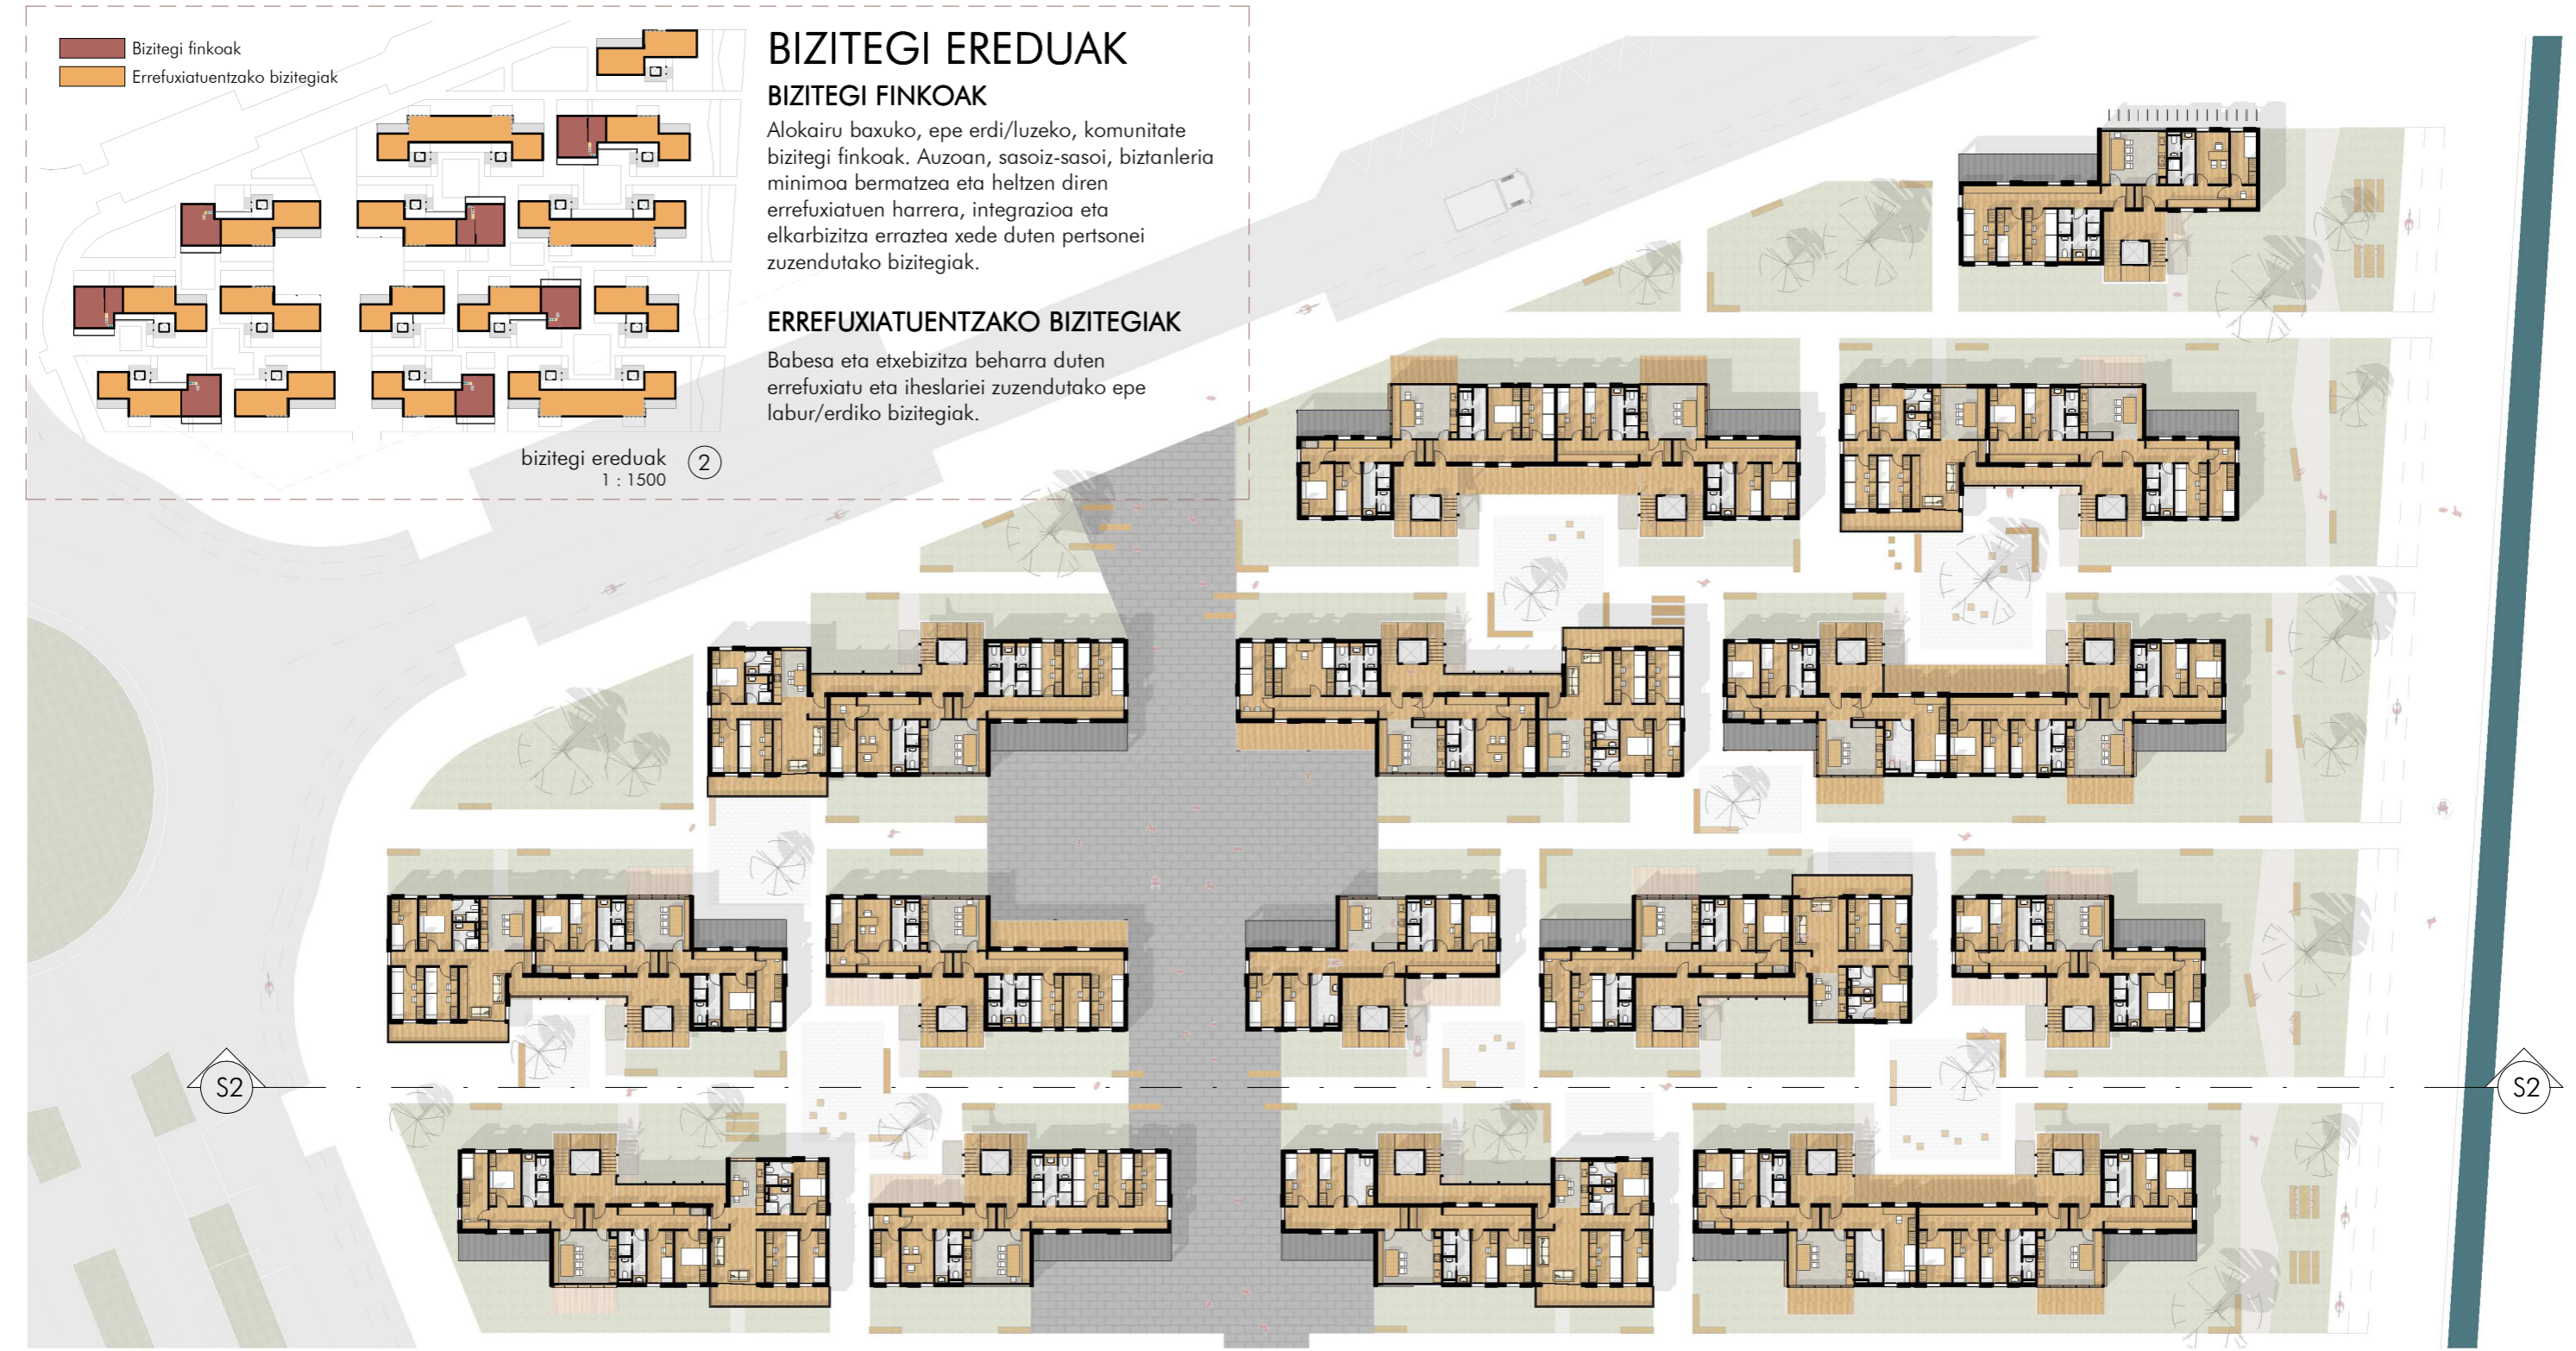 Bizitegi finkoak
Errefuxiatuentzako bizitegiak
BIZITEGI EREDUAK
BIZITEGI FINKOAK
Alokairu baxuko, epe erdi/luzeko, komunitate
bizitegi finkoak. Auzoan, sasoiz-sasoi, biztanleria
minimoa bermatzea eta heltzen diren
errefuxiatuen harrera, integrazioa eta
elkarbizitza erraztea xede duten pertsonei
zuzendutako bizitegiak.
ERREFUXIATUENTZAKO BIZITEGIAK
Babesa eta etxebizitza beharra duten
errefuxiatu eta iheslariei zuzendutako epe
labur/erdiko bizitegiak.
bizitegi ereduak 2
1 : 1500
S2
S2